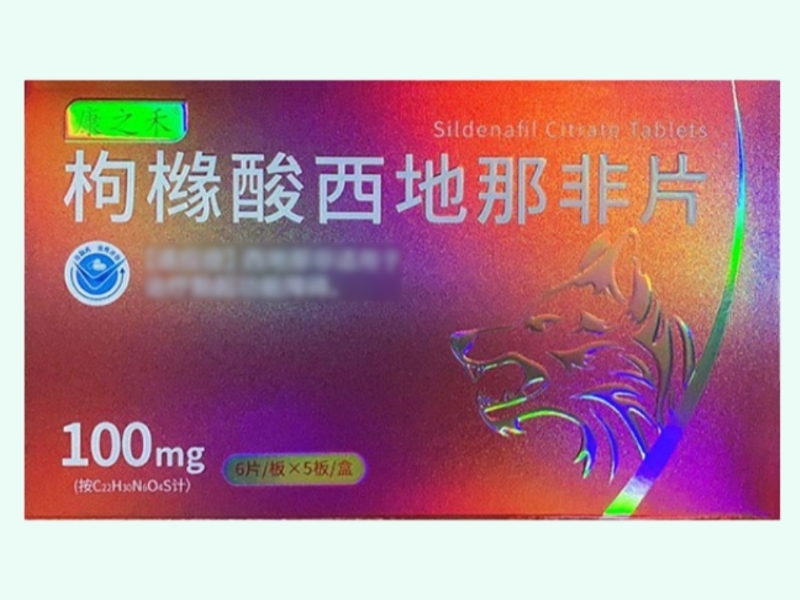 康之禾
Sildenafil Citrate Tablets
枸橼酸西地那非片
100mg
(按C₂₂H₃₀N₆O₄S计)
6片/板×5板/盒